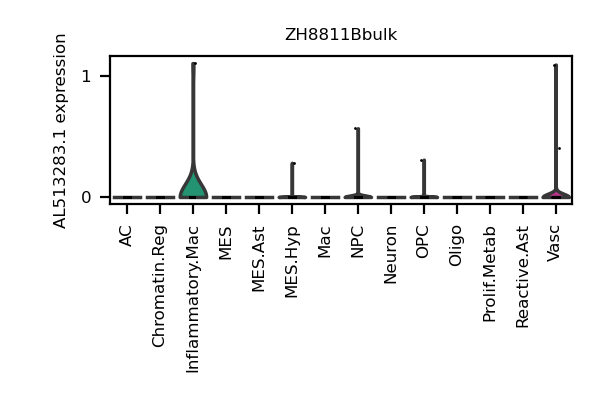 ZH8811Bbulk
AL513283.1 expression
1
0
AC
Chromatin.Reg
Inflammatory.Mac
MES
MES.Ast
MES.Hyp
Mac
NPC
Neuron
OPC
Oligo
Prolif.Metab
Reactive.Ast
Vasc